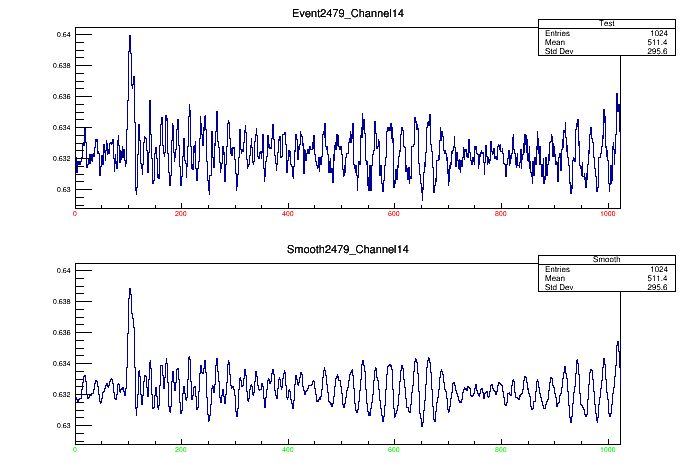 Event2479_Channel14
Test
Entries 1024
Mean 511.4
Std Dev 295.6
0.64
0.638
0.636
0.634
0.632
0.63
0 200 400 600 800 1000
Smooth2479_Channel14
Smooth
Entries 1024
Mean 511.4
Std Dev 295.6
0.64
0.638
0.636
0.634
0.632
0.63
0 200 400 600 800 1000